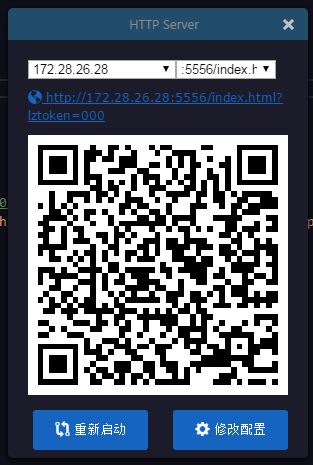 HTTP Server
172.28.26.28
:5556/index.h
http://172.28.26.28:5556/index.html?
lztoken=000
重新启动
修改配置